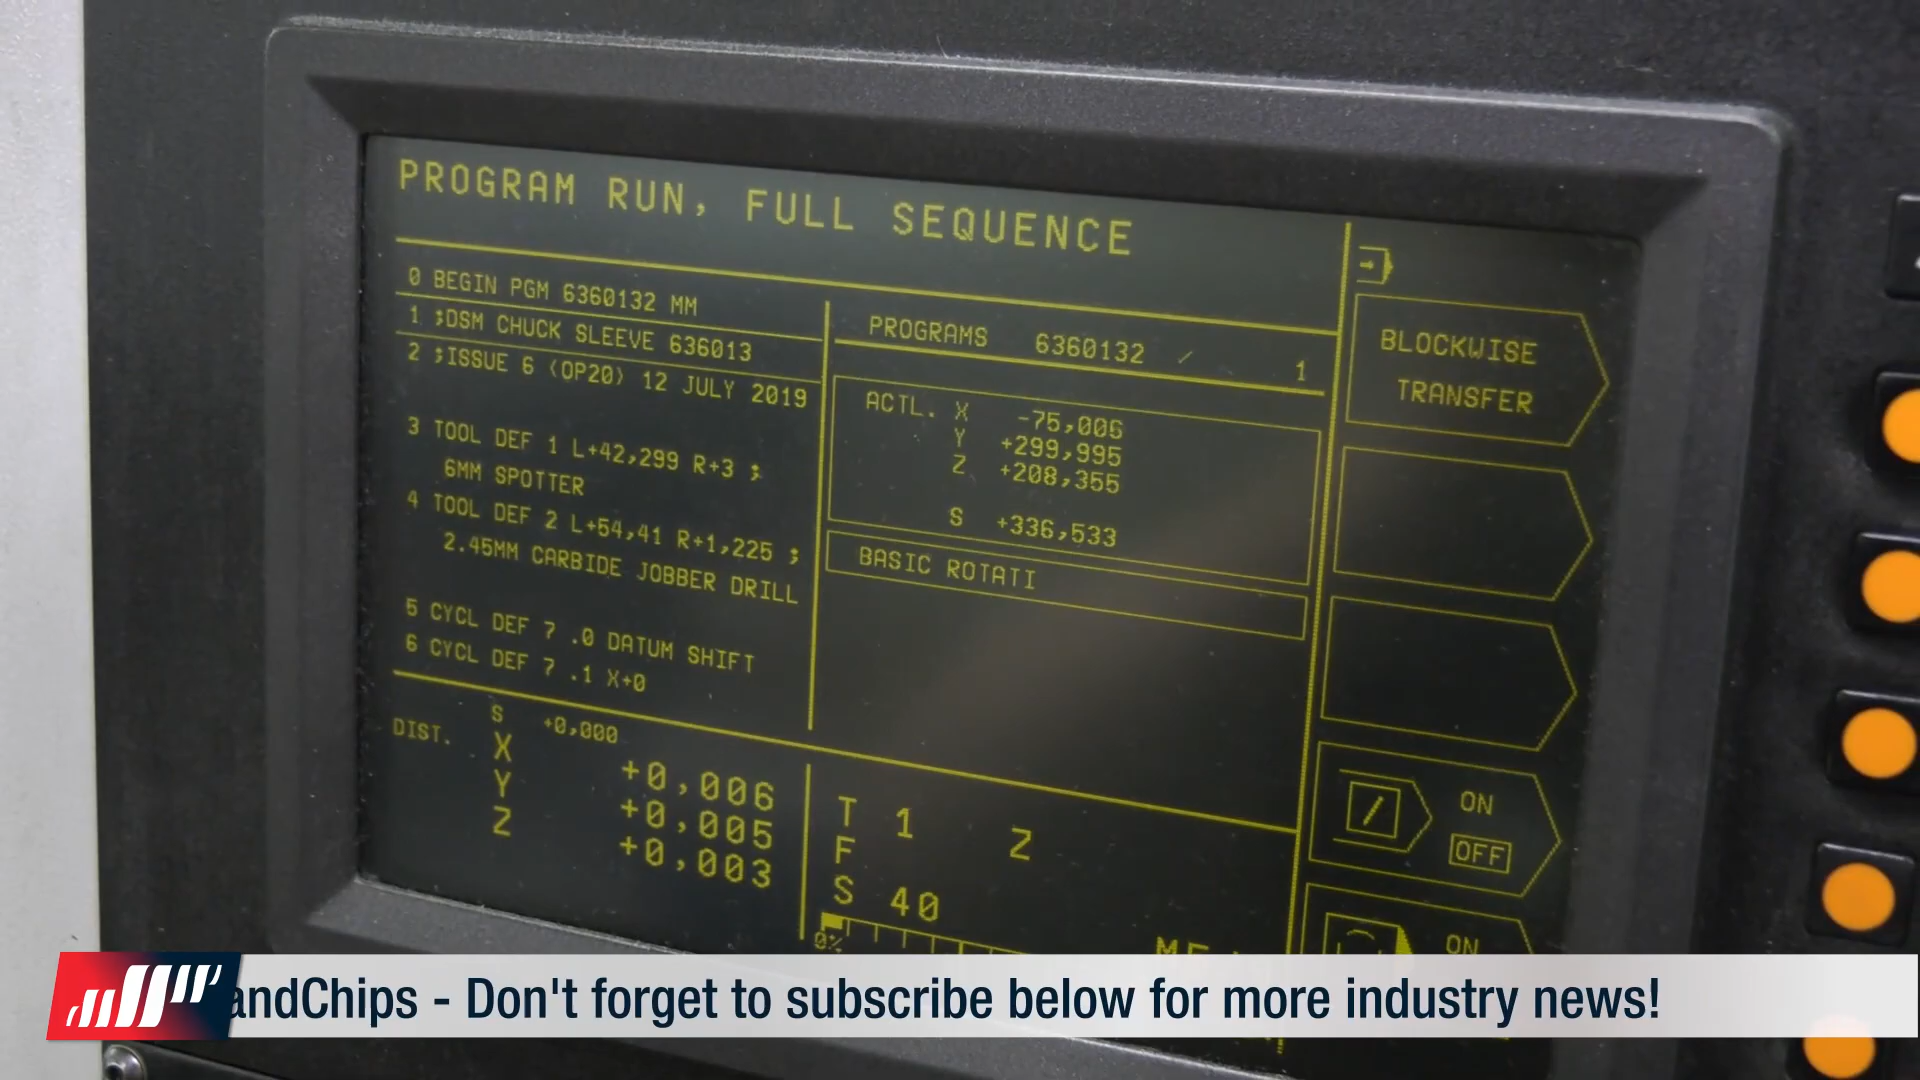 PROGRAM RUN, FULL SEQUENCE
0 BEGIN PGM 6360132 MM
1 ;DSM CHUCK SLEEVE 636013
2 ;ISSUE 6 (OP20) 12 JULY 2019
3 TOOL DEF 1 L+42,299 R+3 ;
6MM SPOTTER
4 TOOL DEF 2 L+54,41 R+1,225 ;
2.45MM CARBIDE JOBBER DRILL
5 CYCL DEF 7 .0 DATUM SHIFT
6 CYCL DEF 7 .1 X+0
PROGRAMS 6360132 / 1
ACTL. X -75,006
Y +299,995
Z +208,355
S +336,533
BASIC ROTATI
BLOCKWISE
TRANSFER
ON
OFF
ON
DIST. S +0,000
X +0,006
Y +0,005
Z +0,003
T 1 Z
F
S 40
0%
andChips - Don't forget to subscribe below for more industry news!